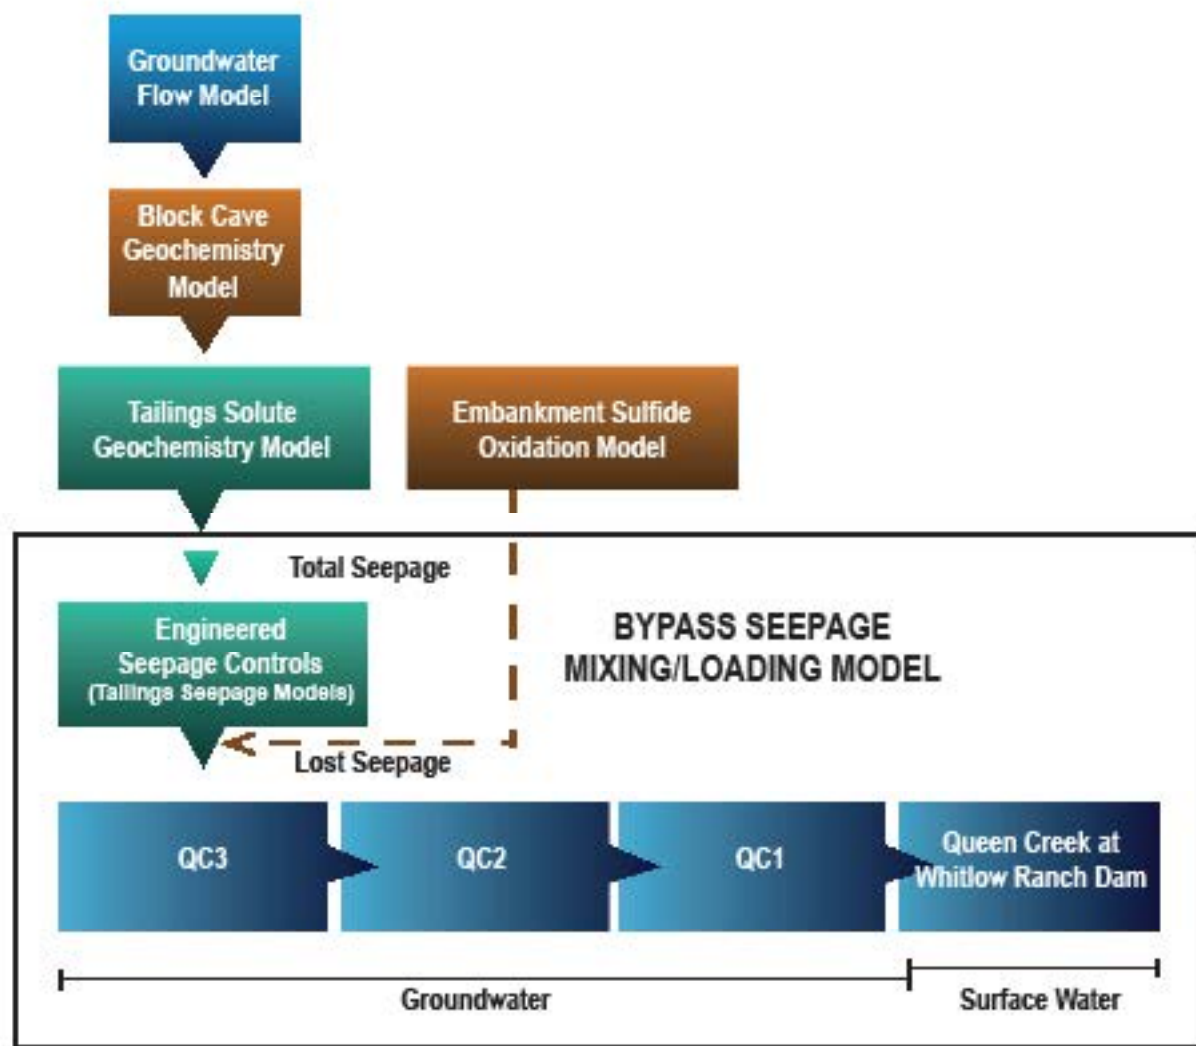 Groundwater
Flow Model
Block Cave
Geochemistry
Model
Tailings Solute
Geochemistry Model
Embankment Sulfide
Oxidation Model
Total Seepage
Engineered
Seepage Controls
(Tailings Seepage Models)
BYPASS SEEPAGE
MIXING/LOADING MODEL
Lost Seepage
QC3
QC2
QC1
Queen Creek at
Whitlow Ranch Dam
Groundwater
Surface Water